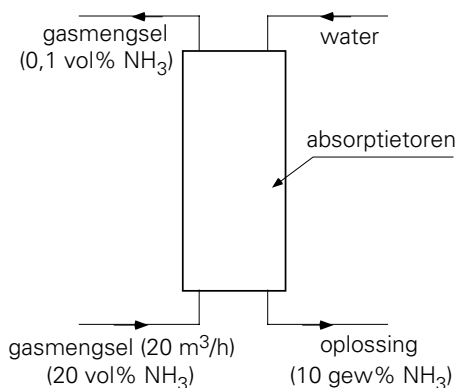 gasmengsel
(0,1 vol% NH₃)
water
absorptietoren
gasmengsel (20 m³/h)
(20 vol% NH₃)
oplossing
(10 gew% NH₃)